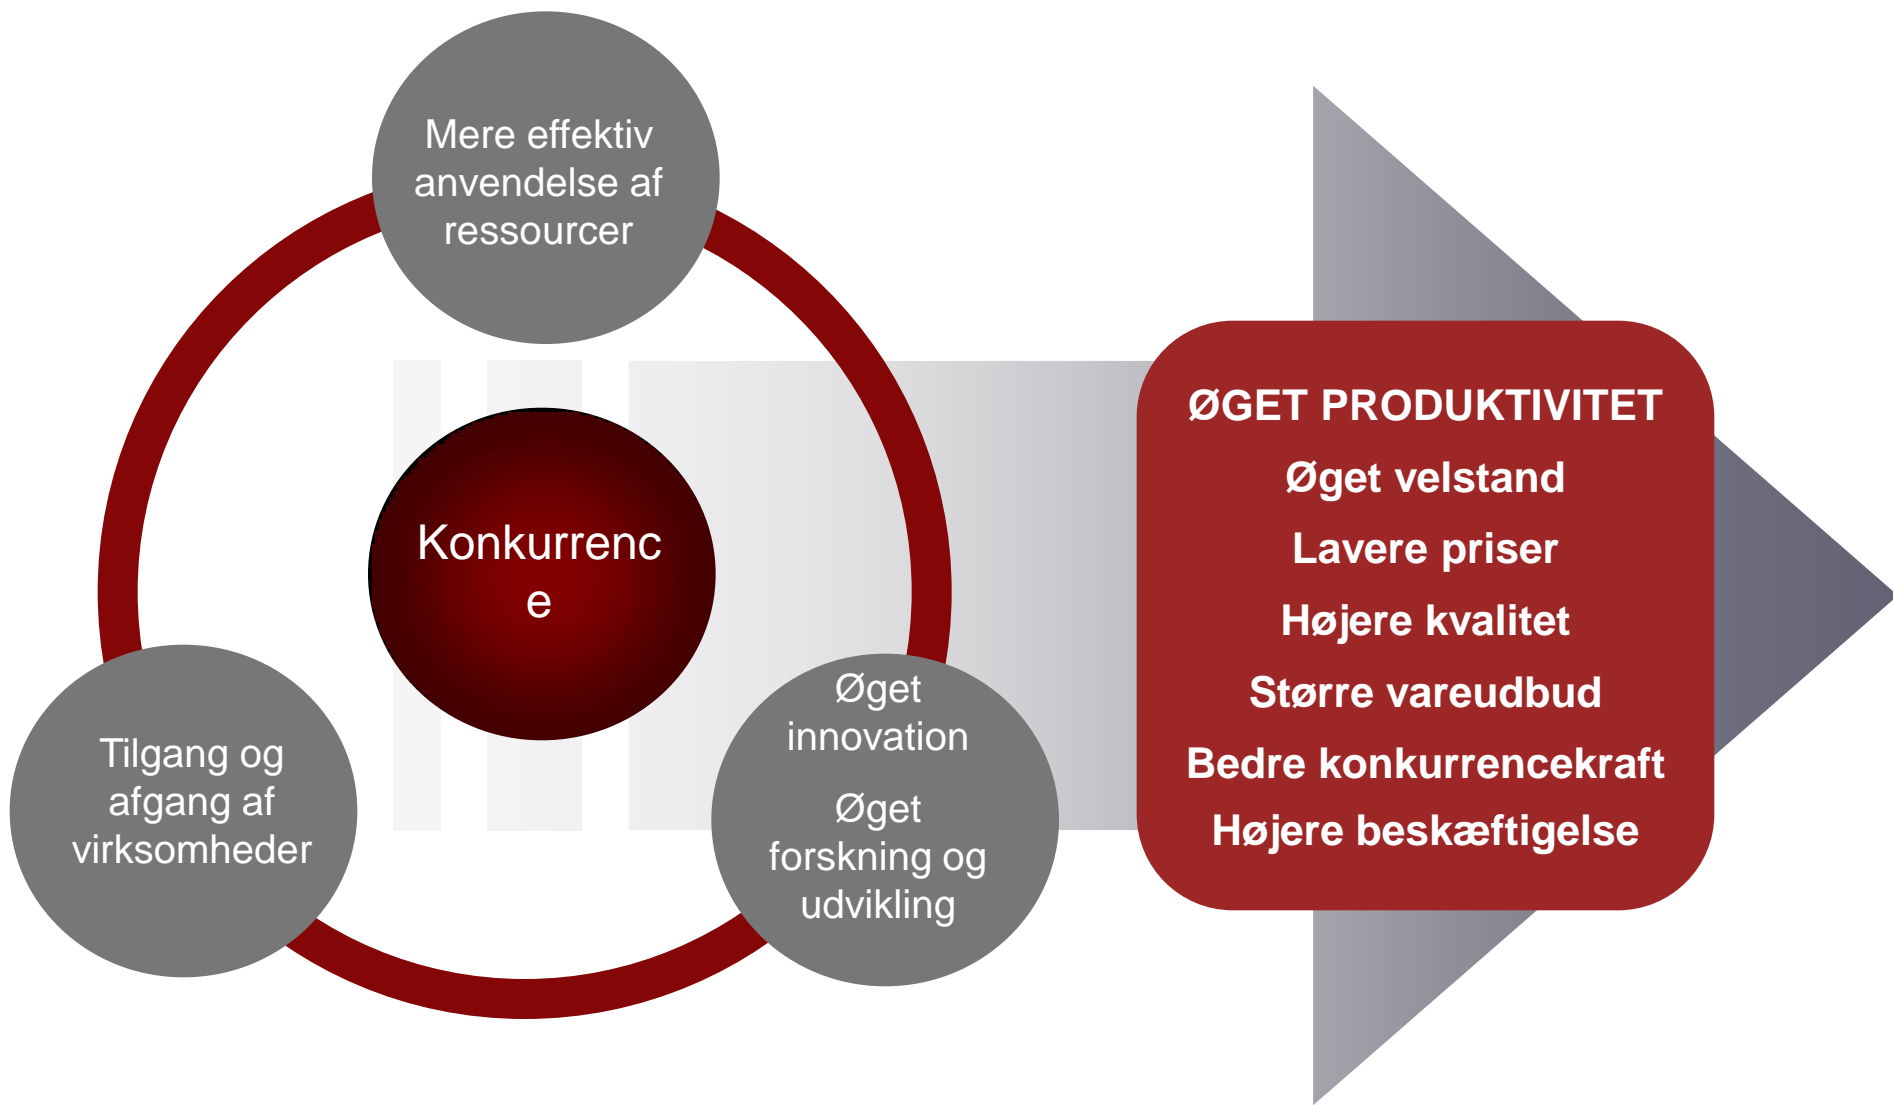 Mere effektiv
anvendelse af
ressourcer
Konkurrenc
e
Tilgang og
afgang af
virksomheder
Øget
innovation
Øget
forskning og
udvikling
ØGET PRODUKTIVITET
Øget velstand
Lavere priser
Højere kvalitet
Større vareudbud
Bedre konkurrencekraft
Højere beskæftigelse